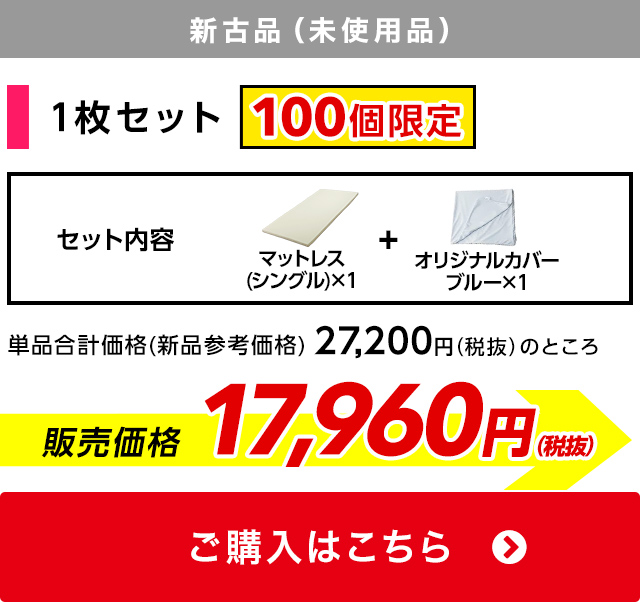 新古品（未使用品）
1枚セット 100個限定
セット内容
マットレス
(シングル)×1
+
オリジナルカバー
ブルー×1
単品合計価格(新品参考価格) 27,200円(税抜)のところ
販売価格 17,960円(税抜)
ご購入はこちら